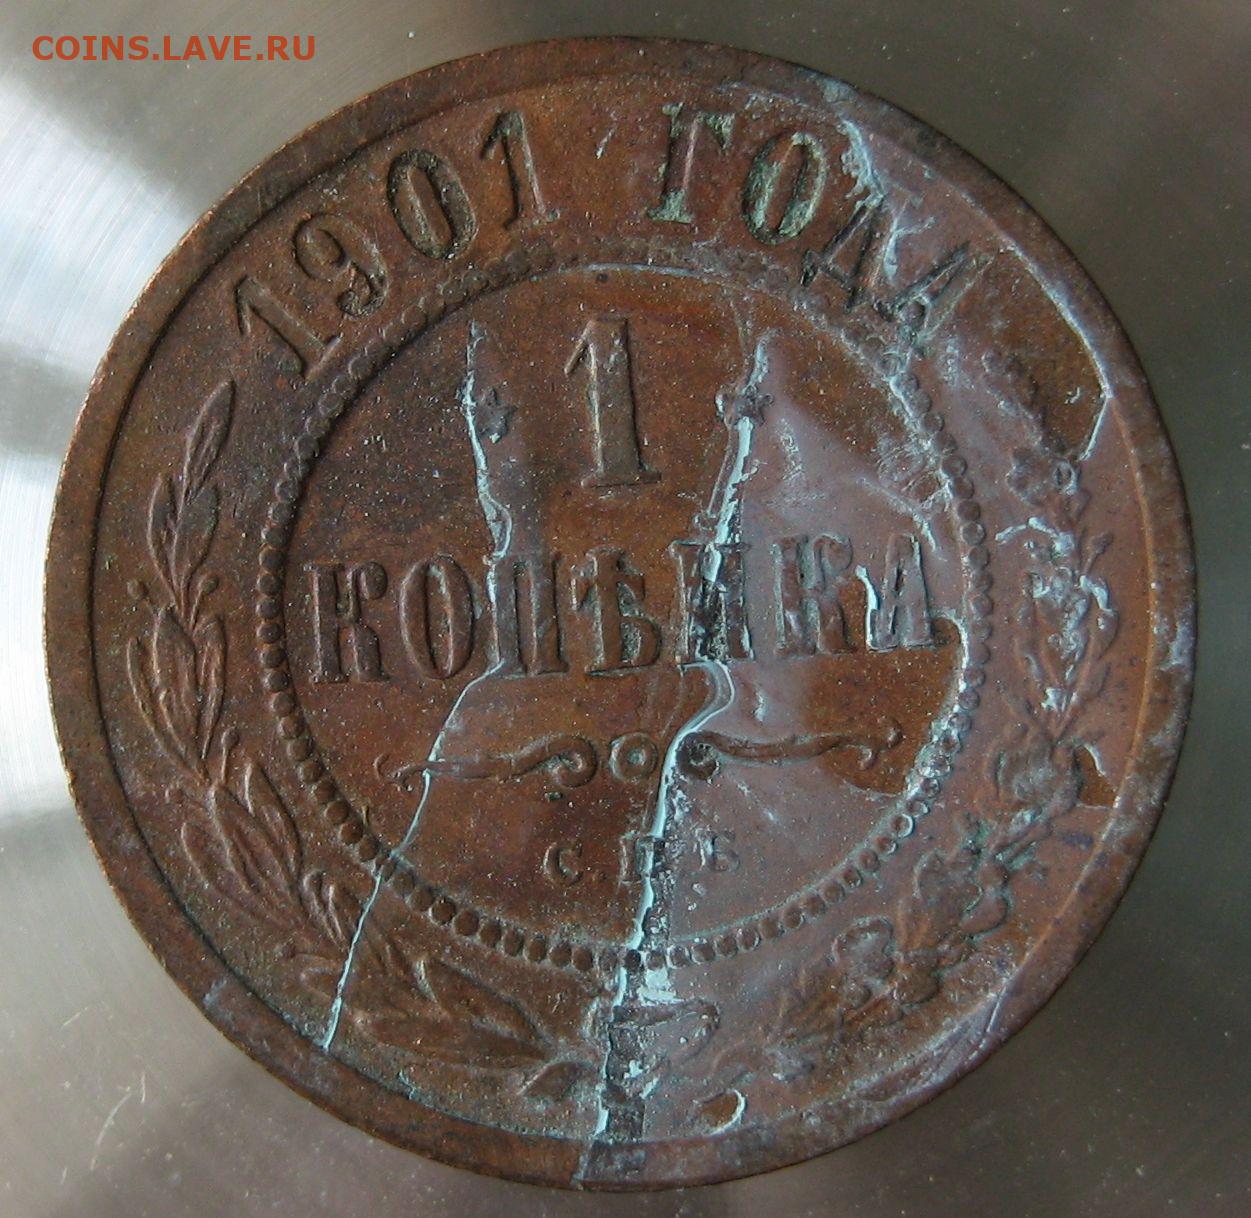 COINS.LAVE.RU
1901 ГОДА
1
КОПѢЙКА
С.П.Б